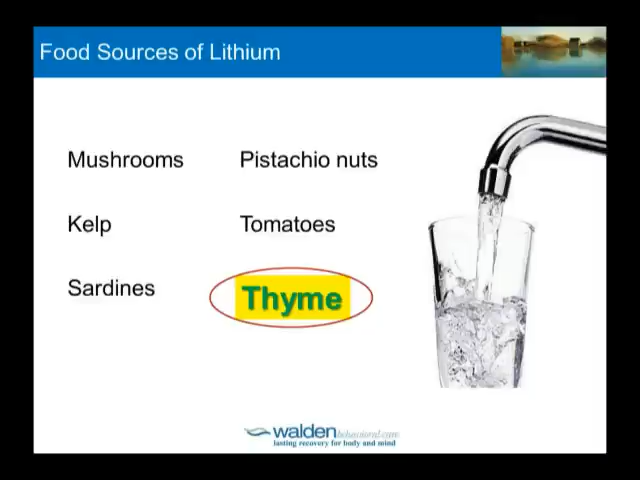 Food Sources of Lithium
Mushrooms
Pistachio nuts
Kelp
Tomatoes
Sardines
Thyme
walden behavioral care
lasting recovery for body and mind